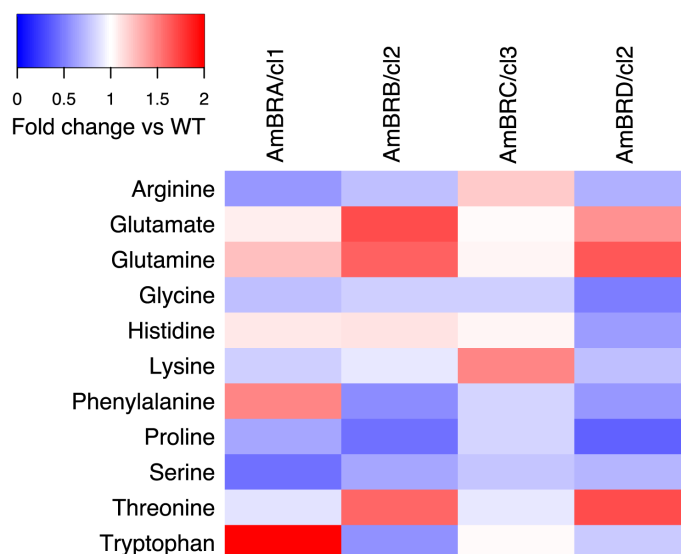 0 0.5 1 1.5 2
Fold change vs WT
AmBRA/cl1
AmBRB/cl2
AmBRC/cl3
AmBRD/cl2
Arginine
Glutamate
Glutamine
Glycine
Histidine
Lysine
Phenylalanine
Proline
Serine
Threonine
Tryptophan